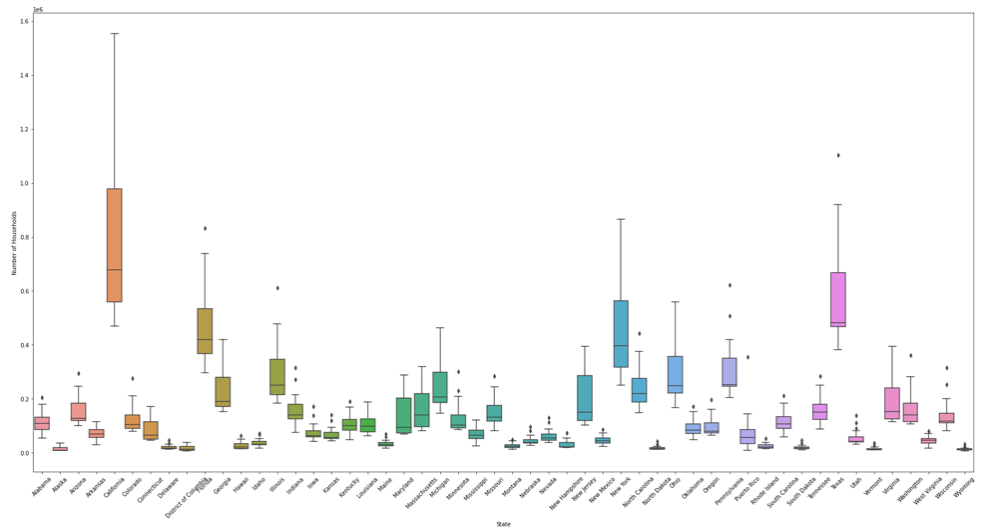 1e6
1.6
1.4
1.2
1.0
0.8
0.6
0.4
0.2
0.0
Number of Households
Alabama
Alaska
Arizona
Arkansas
California
Colorado
Connecticut
Delaware
District of Columbia
Florida
Georgia
Hawaii
Idaho
Illinois
Indiana
Iowa
Kansas
Kentucky
Louisiana
Maine
Maryland
Massachusetts
Michigan
Minnesota
Mississippi
Missouri
Montana
Nebraska
Nevada
New Hampshire
New Jersey
New Mexico
New York
North Carolina
North Dakota
Ohio
Oklahoma
Oregon
Pennsylvania
Puerto Rico
Rhode Island
South Carolina
South Dakota
Tennessee
Texas
Utah
Vermont
Virginia
Washington
West Virginia
Wisconsin
Wyoming
State